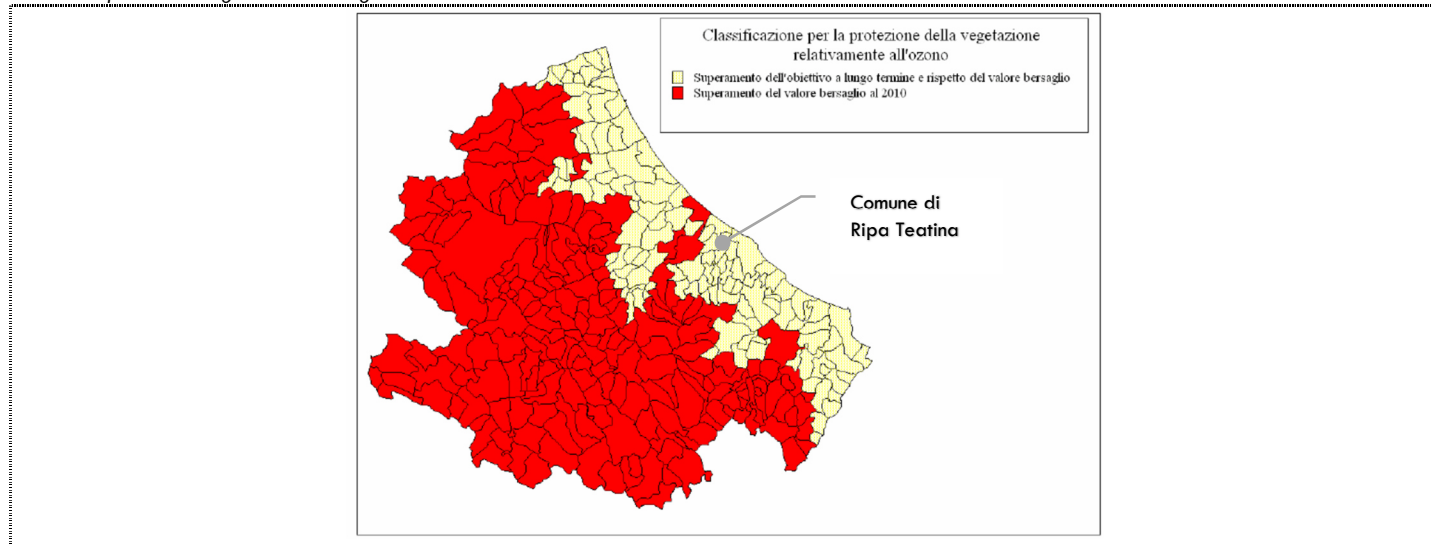 Classificazione per la protezione della vegetazione
relativamente all'ozono
Superamento dell'obiettivo a lungo termine e rispetto del valore bersaglio
Superamento del valore bersaglio al 2010
Comune di
Ripa Teatina